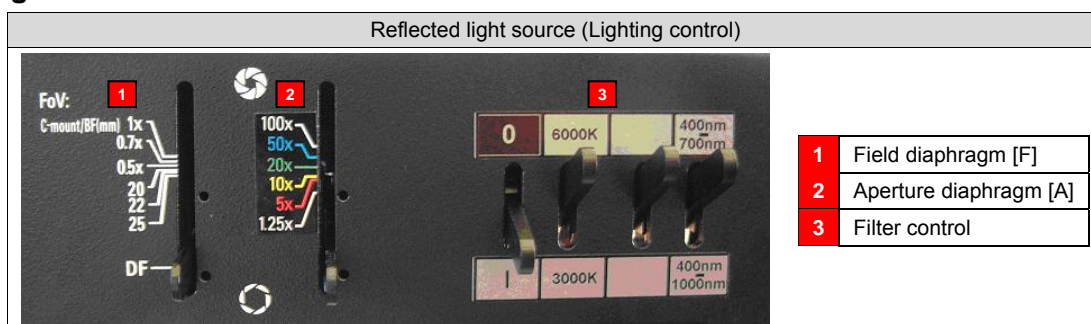 g
Reflected light source (Lighting control)
FoV:
C-mount/BF(mm) 1x
0.7x
0.5x
20
22
25
DF
1
2
100x
50x
20x
10x
5x
1.25x
3
0
6000K
400nm
700nm
I
3000K
400nm
1000nm
1 Field diaphragm [F]
2 Aperture diaphragm [A]
3 Filter control